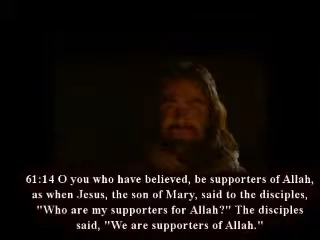 61:14 O you who have believed, be supporters of Allah,
as when Jesus, the son of Mary, said to the disciples,
"Who are my supporters for Allah?" The disciples
said, "We are supporters of Allah."